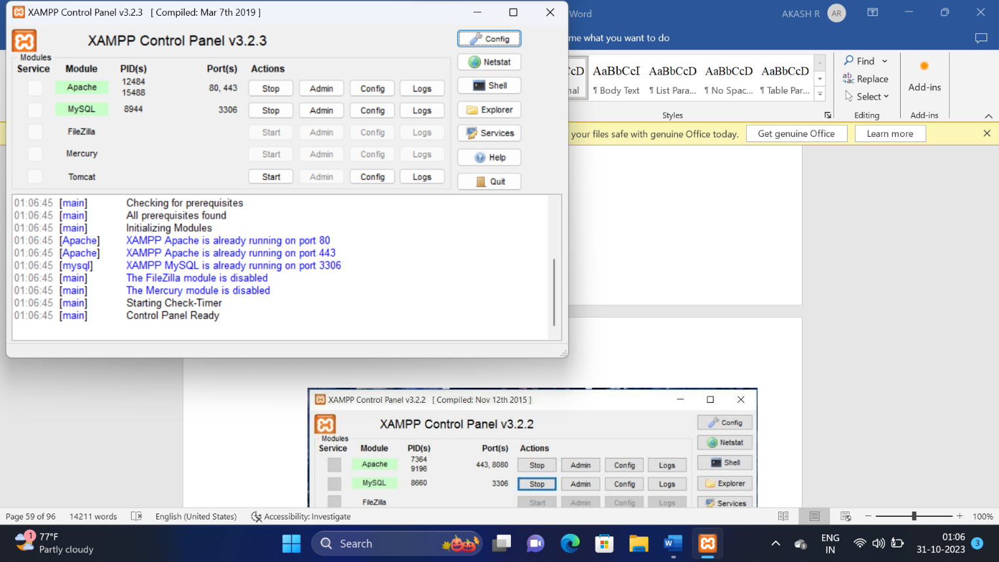 XAMPP Control Panel v3.2.3 [ Compiled: Mar 7th 2019 ]
XAMPP Control Panel v3.2.3
Modules
Service Module PID(s) Port(s) Actions
Apache 12484 15488 80, 443 Stop Admin Config Logs
MySQL 8944 3306 Stop Admin Config Logs
FileZilla Start Admin Config Logs
Mercury Start Admin Config Logs
Tomcat Start Admin Config Logs
Config
Netstat
Shell
Explorer
Services
Help
Quit
01:06:45 [main] Checking for prerequisites
01:06:45 [main] All prerequisites found
01:06:45 [main] Initializing Modules
01:06:45 [Apache] XAMPP Apache is already running on port 80
01:06:45 [Apache] XAMPP Apache is already running on port 443
01:06:45 [mysql] XAMPP MySQL is already running on port 3306
01:06:45 [main] The FileZilla module is disabled
01:06:45 [main] The Mercury module is disabled
01:06:45 [main] Starting Check-Timer
01:06:45 [main] Control Panel Ready
Word AKASH R AR
me what you want to do
AaBbCcI AaBbCcD AaBbCcD AaBbCcD
¶ Body Text ¶ List Para... ¶ No Spac... ¶ Table Par...
Styles
Find
Replace
Select
Editing
Add-ins
Add-ins
your files safe with genuine Office today. Get genuine Office Learn more
XAMPP Control Panel v3.2.2 [ Compiled: Nov 12th 2015 ]
XAMPP Control Panel v3.2.2
Modules
Service Module PID(s) Port(s) Actions
Apache 7364 9196 443, 8080 Stop Admin Config Logs
MySQL 8660 3306 Stop Admin Config Logs
FileZilla Start Admin Config Logs
Config
Netstat
Shell
Explorer
Services
Page 59 of 96 14211 words English (United States) Accessibility: Investigate 100%
1 77°F
Partly cloudy
Search
ENG
IN
01:06
31-10-2023 3